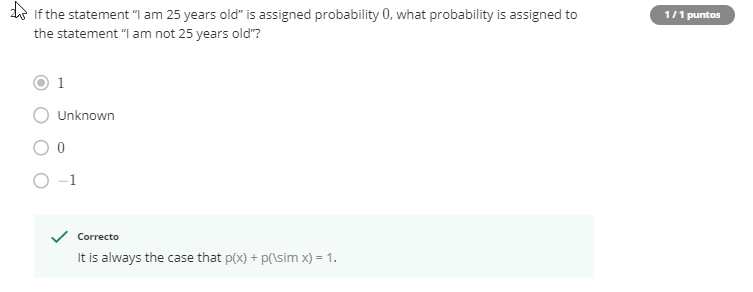 2. If the statement “I am 25 years old” is assigned probability 0, what probability is assigned to
the statement “I am not 25 years old”?
1 / 1 puntos
1
Unknown
0
−1
Correcto
It is always the case that p(x) + p(\sim x) = 1.